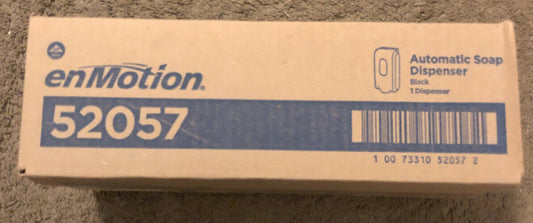 enMotion®
52057
Automatic Soap
Dispenser
Black
1 Dispenser
1 00 73310 52057 2